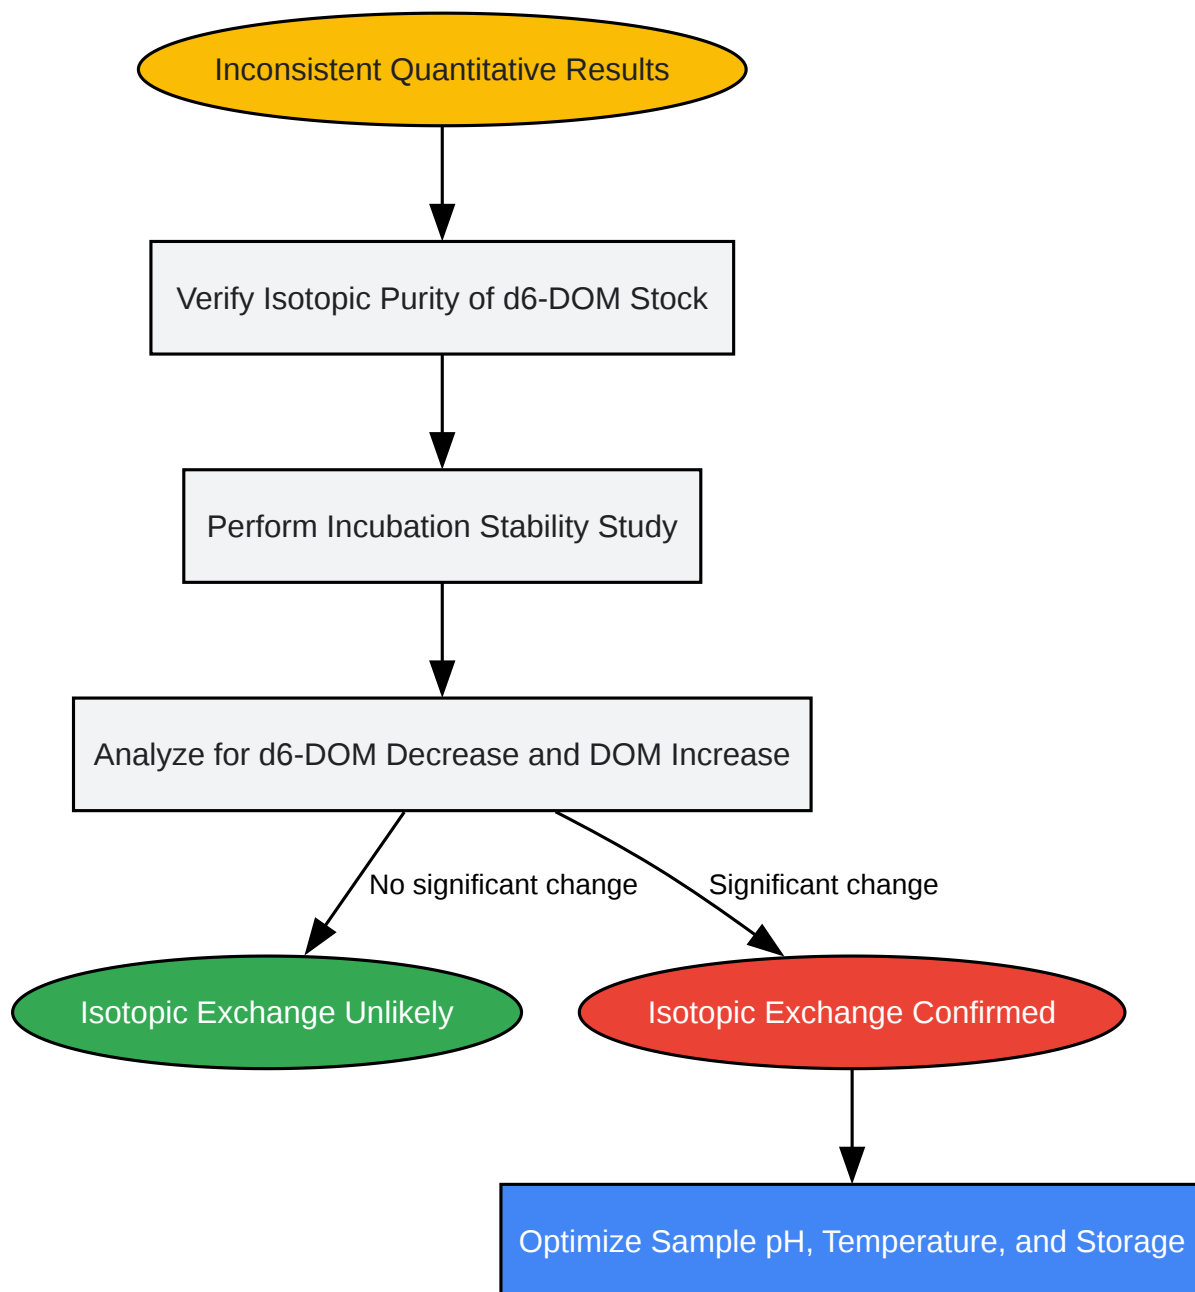 Inconsistent Quantitative Results
Verify Isotopic Purity of d6-DOM Stock
Perform Incubation Stability Study
Analyze for d6-DOM Decrease and DOM Increase
No significant change
Significant change
Isotopic Exchange Unlikely
Isotopic Exchange Confirmed
Optimize Sample pH, Temperature, and Storage